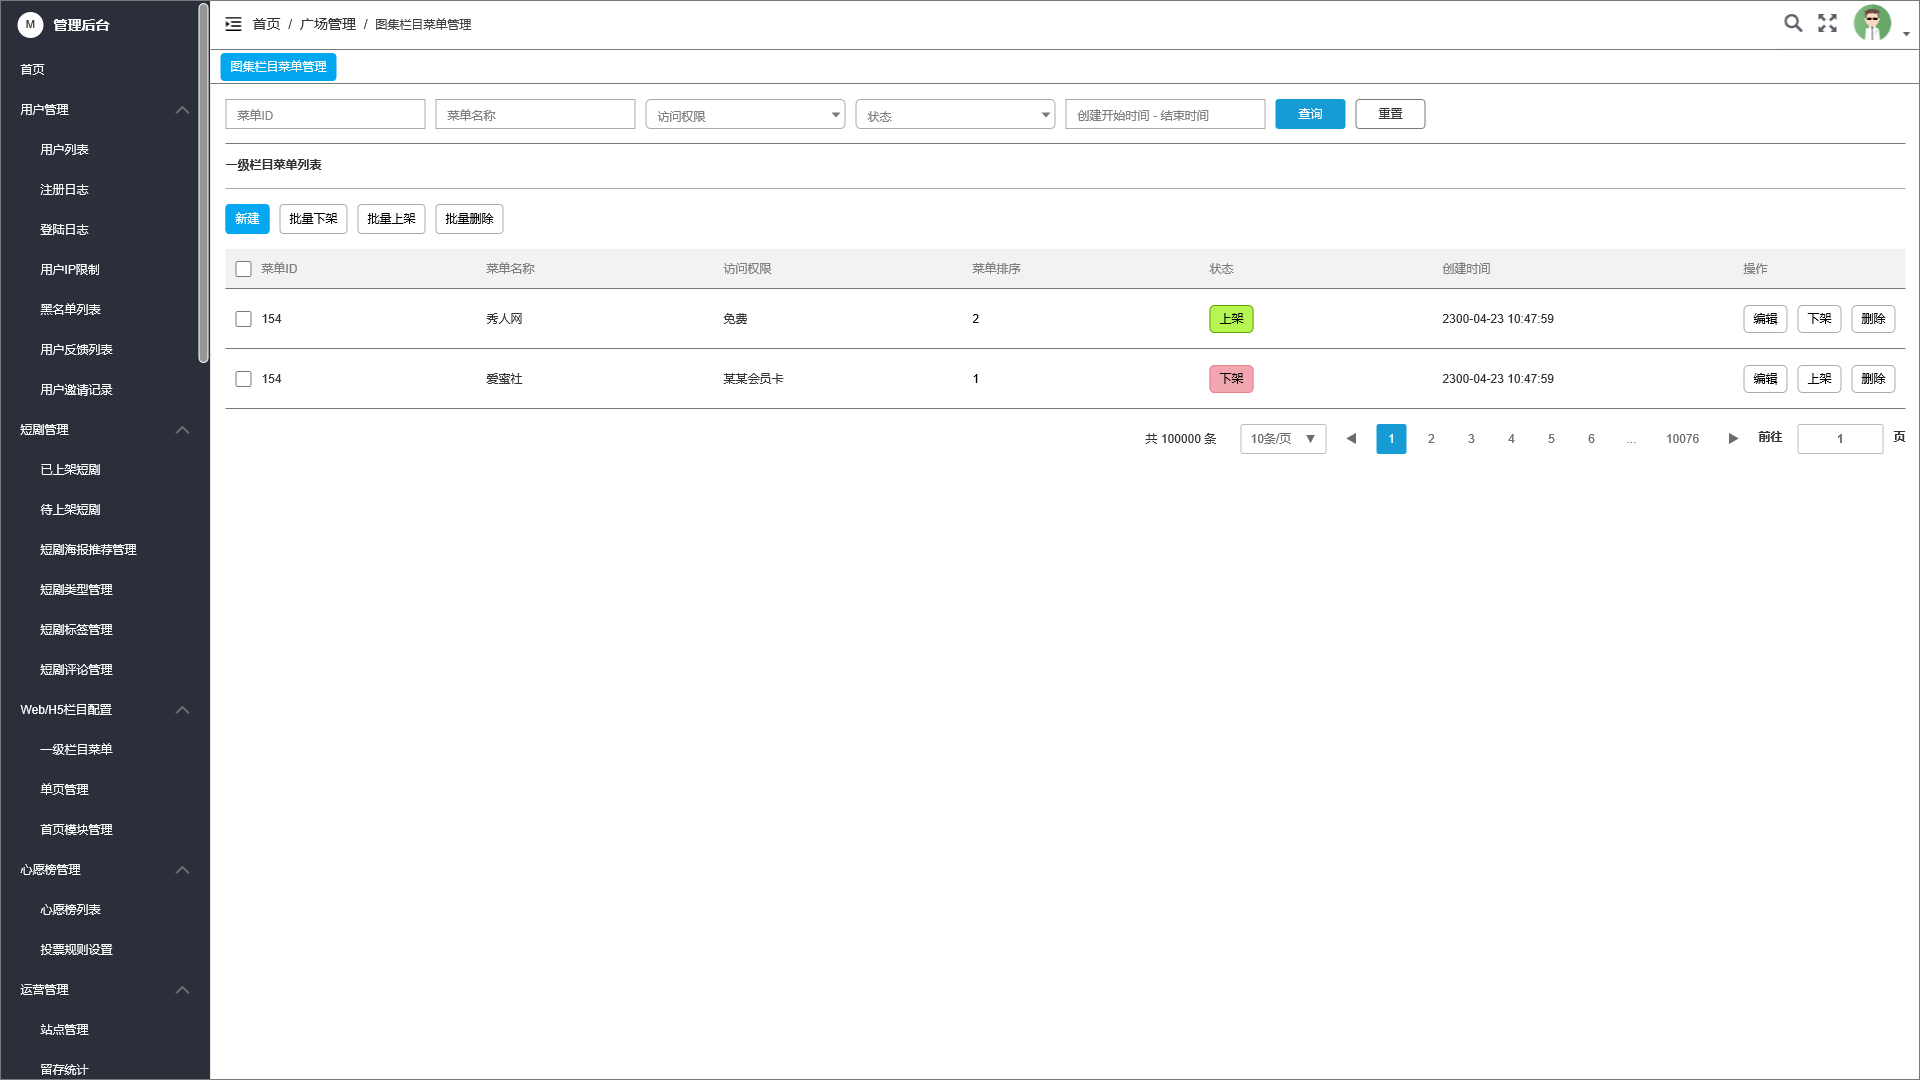 M 管理后台
首页
用户管理
用户列表
注册日志
登陆日志
用户IP限制
黑名单列表
用户反馈列表
用户邀请记录
短剧管理
已上架短剧
待上架短剧
短剧海报推荐管理
短剧类型管理
短剧标签管理
短剧评论管理
Web/H5栏目配置
一级栏目菜单
单页管理
首页模块管理
心愿榜管理
心愿榜列表
投票规则设置
运营管理
站点管理
留存统计
首页 / 广场管理 / 图集栏目菜单管理
图集栏目菜单管理
菜单ID 菜单名称 访问权限 状态 创建开始时间 - 结束时间 查询 重置
一级栏目菜单列表
新建 批量下架 批量上架 批量删除
菜单ID 菜单名称 访问权限 菜单排序 状态 创建时间 操作
154 秀人网 免费 2 上架 2300-04-23 10:47:59 编辑 下架 删除
154 爱蜜社 某某会员卡 1 下架 2300-04-23 10:47:59 编辑 上架 删除
共 100000 条 10条/页 1 2 3 4 5 6 ... 10076 前往 1 页